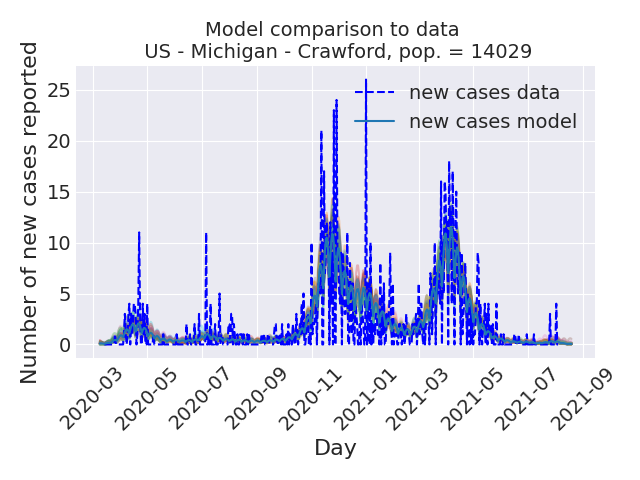 Model comparison to data
US - Michigan - Crawford, pop. = 14029
Number of new cases reported
25
20
15
10
5
0
new cases data
new cases model
2020-03
2020-05
2020-07
2020-09
2020-11
2021-01
2021-03
2021-05
2021-07
2021-09
Day